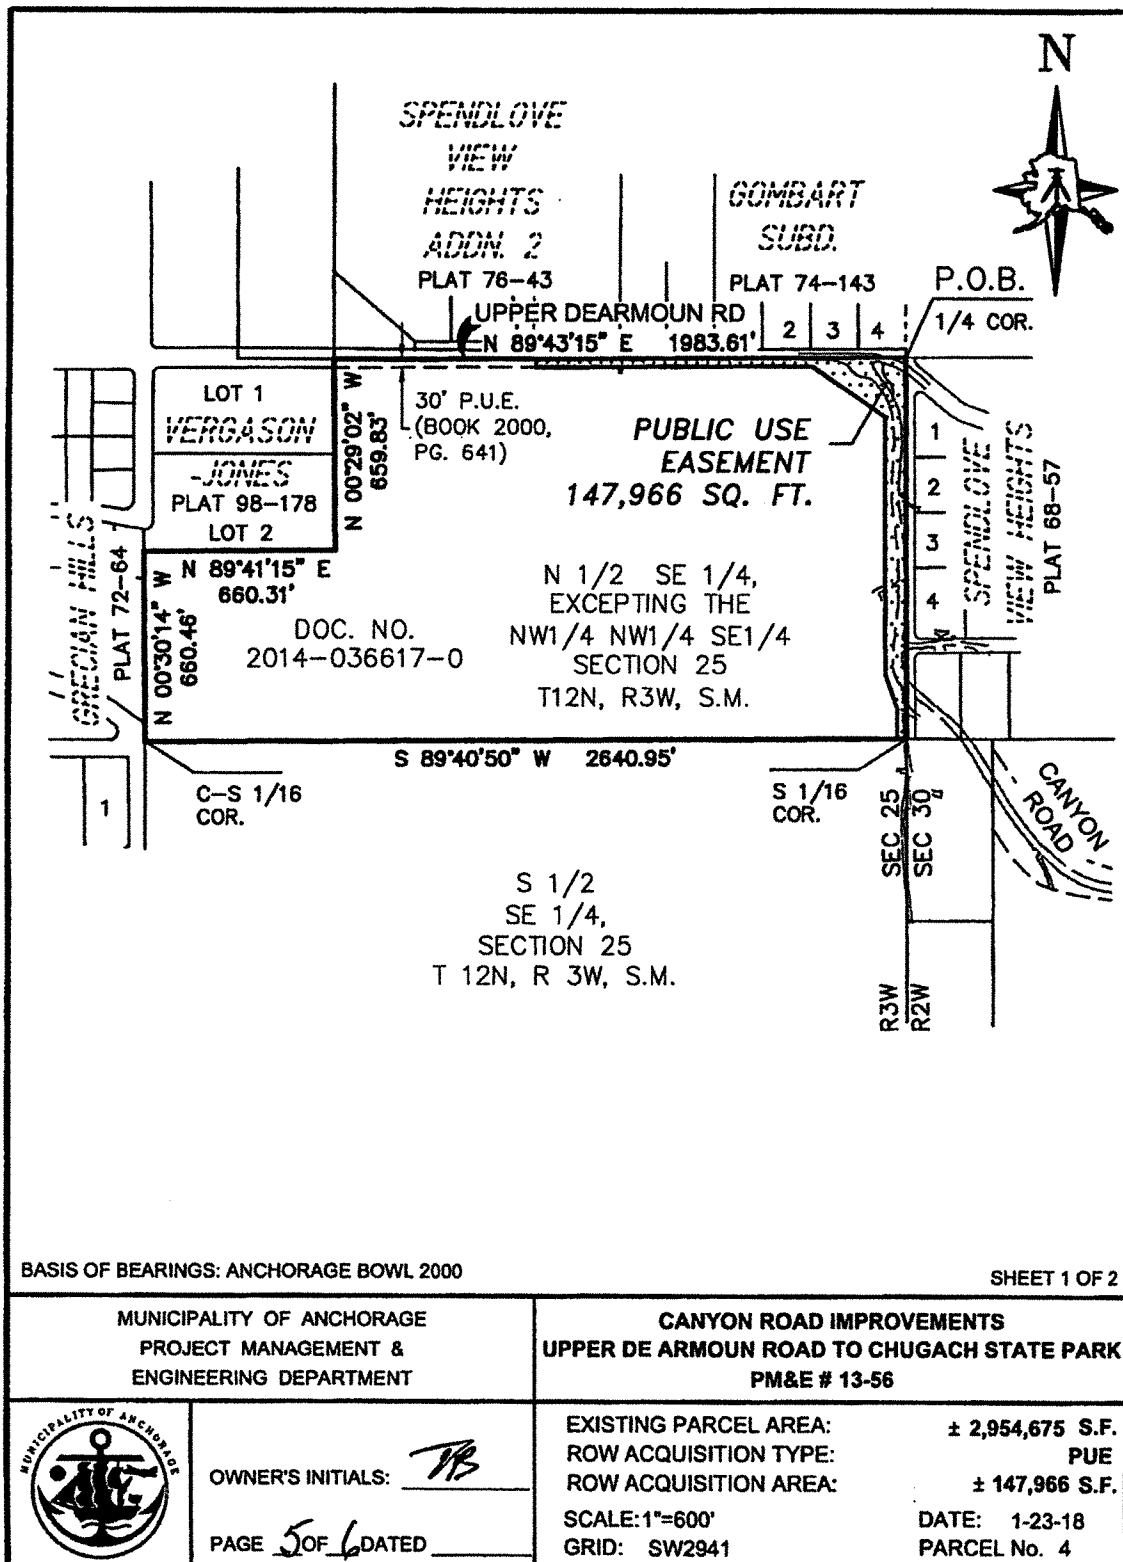 N
SPENDLOVE
VIEW
HEIGHTS
ADDN. 2
PLAT 76-43
GOMBART
SUBD.
PLAT 74-143
P.O.B.
1/4 COR.
UPPER DEARMOUN RD
N 89°43'15" E 1983.61'
2 3 4
LOT 1
VERGASON
-JONES
PLAT 98-178
LOT 2
N 00°29'02" W
659.83'
30' P.U.E.
(BOOK 2000,
PG. 641)
PUBLIC USE
EASEMENT
147,966 SQ. FT.
1
2
3
4
SPENDLOVE
VIEW HEIGHTS
PLAT 68-57
GRECIAN HILLS
PLAT 72-64
N 00°30'14" W
660.46'
N 89°41'15" E
660.31'
DOC. NO.
2014-036617-0
N 1/2 SE 1/4,
EXCEPTING THE
NW1/4 NW1/4 SE1/4
SECTION 25
T12N, R3W, S.M.
S 89°40'50" W 2640.95'
C-S 1/16
COR.
1
S 1/16
COR.
SEC 25
SEC 30
CANYON
ROAD
S 1/2
SE 1/4,
SECTION 25
T 12N, R 3W, S.M.
R3W
R2W
BASIS OF BEARINGS: ANCHORAGE BOWL 2000
SHEET 1 OF 2
MUNICIPALITY OF ANCHORAGE
PROJECT MANAGEMENT &
ENGINEERING DEPARTMENT
CANYON ROAD IMPROVEMENTS
UPPER DE ARMOUN ROAD TO CHUGACH STATE PARK
PM&E # 13-56
MUNICIPALITY OF ANCHORAGE
OWNER'S INITIALS:
PAGE 5 OF 6 DATED
EXISTING PARCEL AREA: ± 2,954,675 S.F.
ROW ACQUISITION TYPE: PUE
ROW ACQUISITION AREA: ± 147,966 S.F.
SCALE: 1"=600' DATE: 1-23-18
GRID: SW2941 PARCEL No. 4